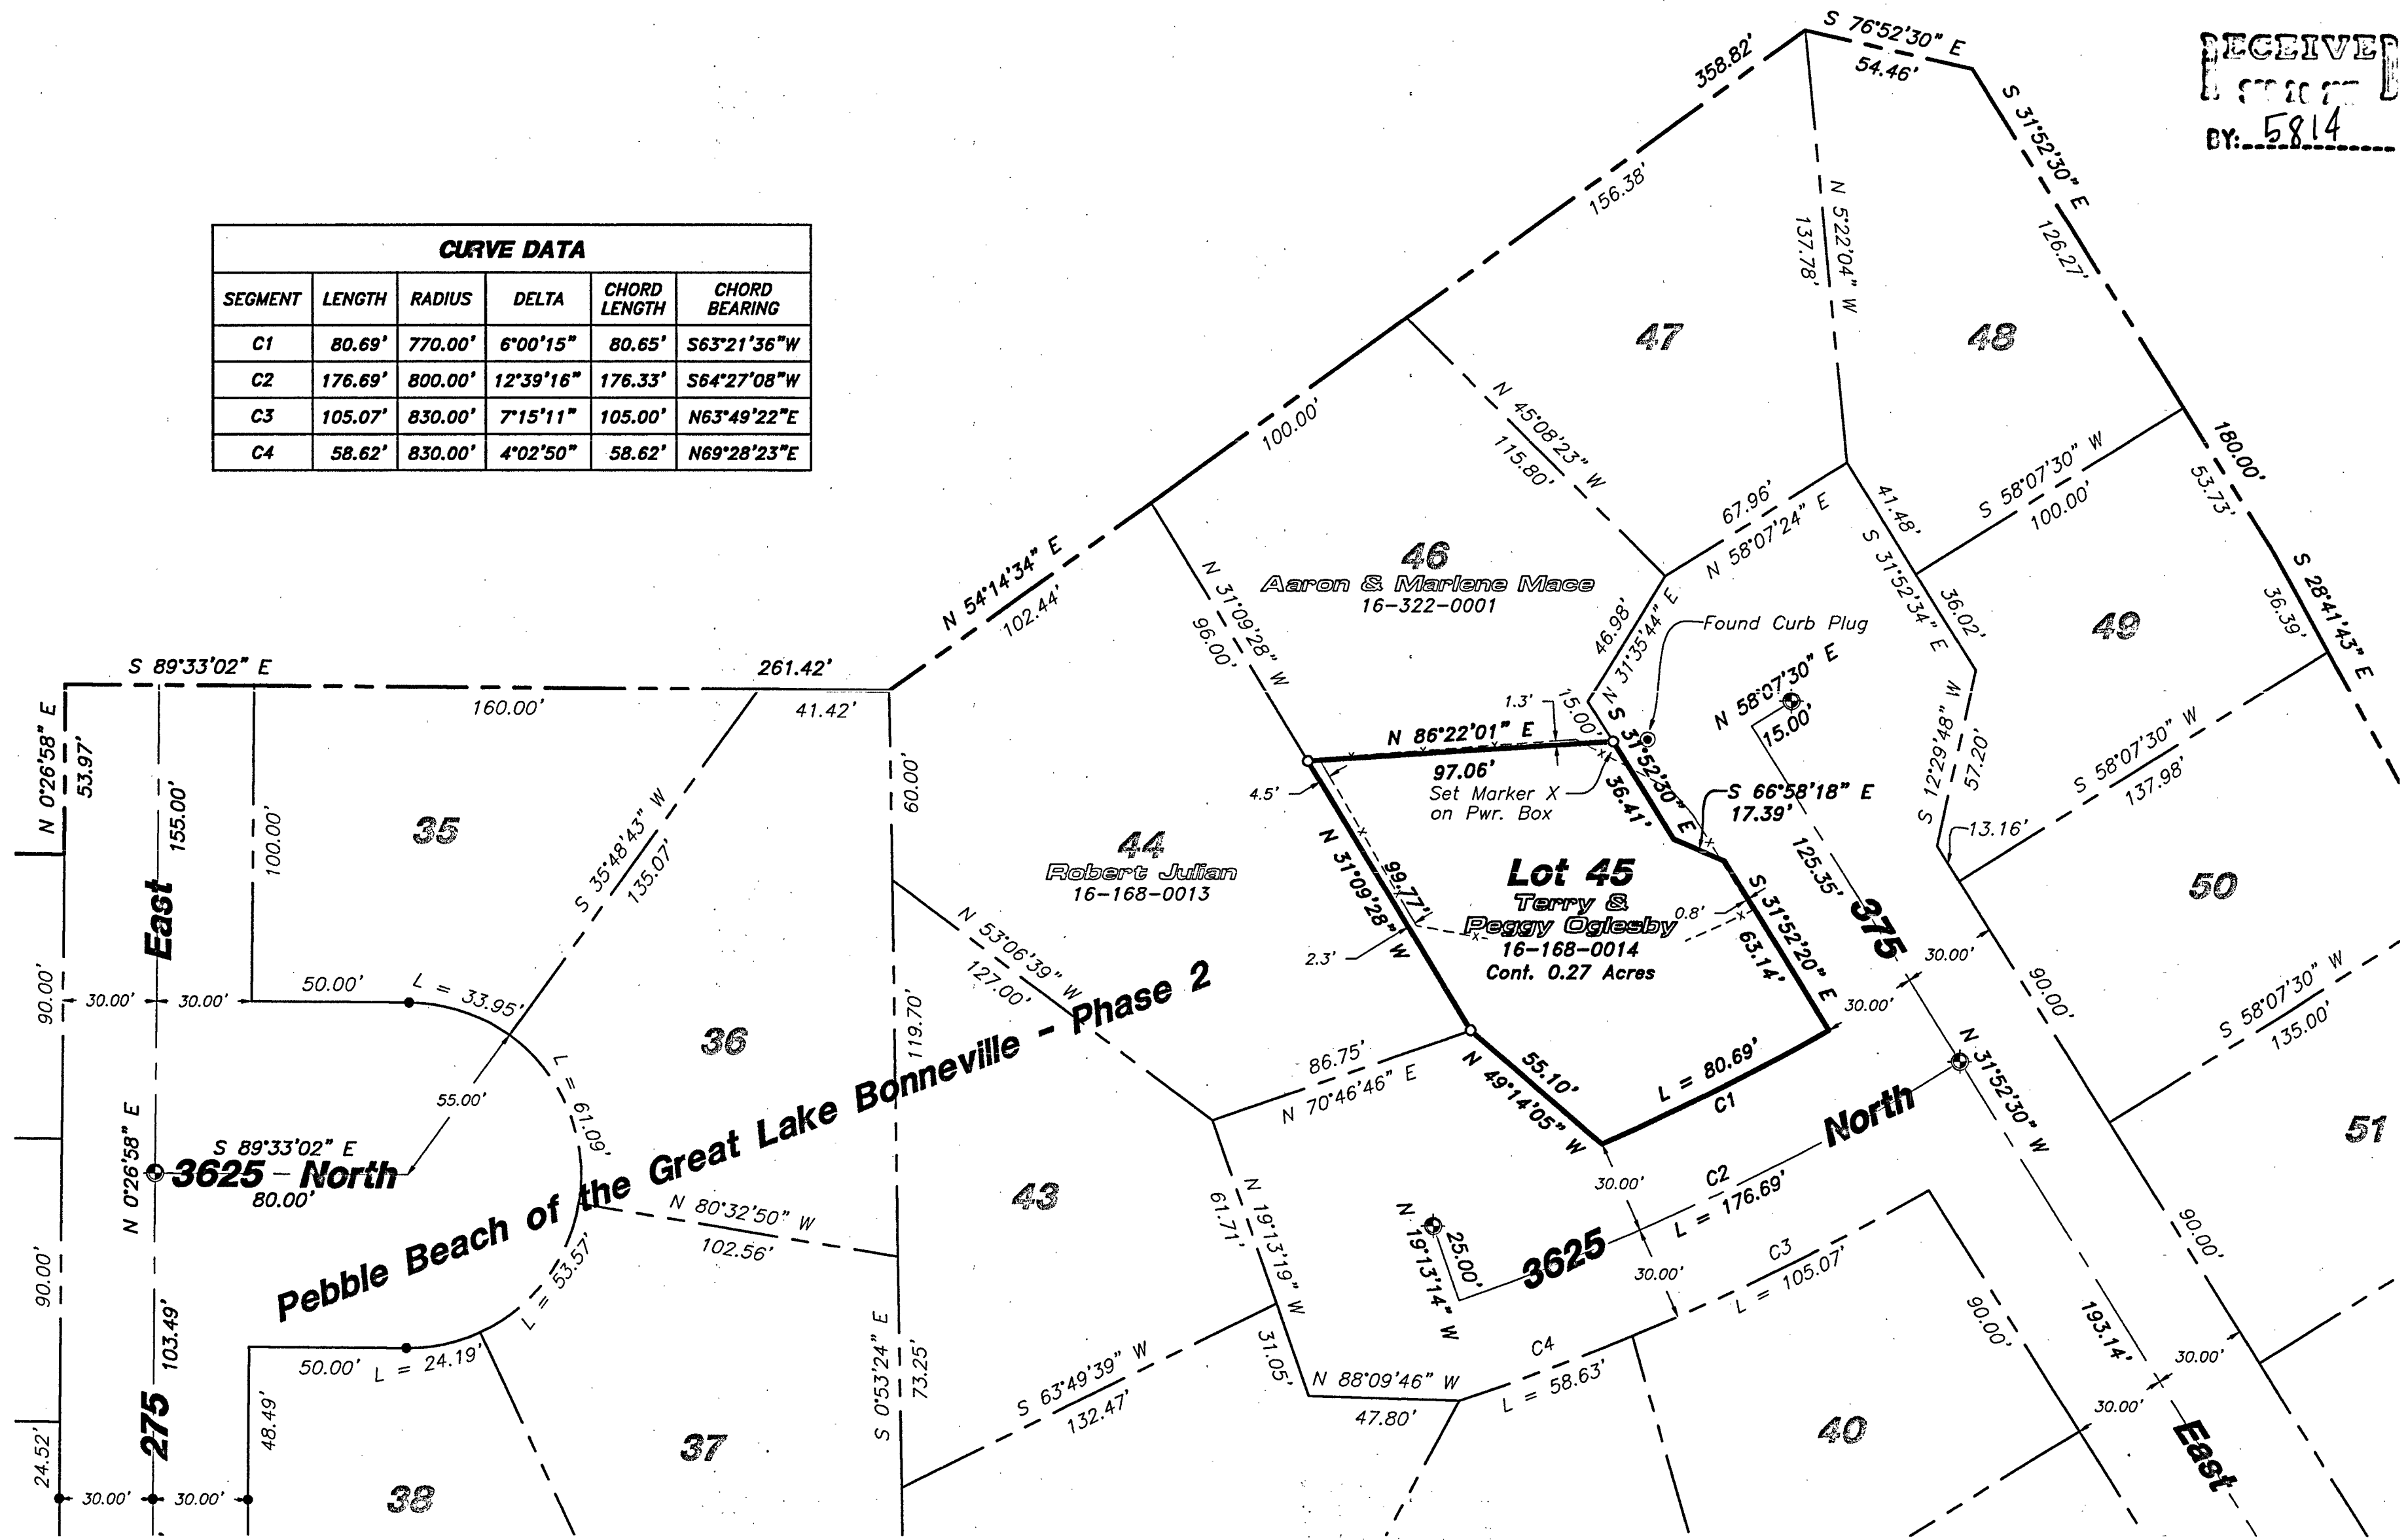 S 76°52'30" E
54.46'
RECEIVED
BY: 5814
358.82'
156.38'
S 31°52'30" E
126.27'
N 5°22'04" W
137.78'
47
48
CURVE DATA
SEGMENT LENGTH RADIUS DELTA CHORD LENGTH CHORD BEARING
C1 80.69' 770.00' 6°00'15" 80.65' S63°21'36"W
C2 176.69' 800.00' 12°39'16" 176.33' S64°27'08"W
C3 105.07' 830.00' 7°15'11" 105.00' N63°49'22"E
C4 58.62' 830.00' 4°02'50" 58.62' N69°28'23"E
100.00'
N 45°08'23" W
115.80'
180.00'
53.73'
S 58°07'30" W
100.00'
67.96'
N 58°07'24" E
41.48'
S 31°52'34" E
36.02'
N 54°14'34" E
102.44'
N 31°09'28" W
96.00'
46
Aaron & Marlene Mace
16-322-0001
46.98'
N 31°35'44" E
Found Curb Plug
49
S 28°41'43" E
36.39'
S 89°33'02" E
261.42'
160.00'
41.42'
N 0°26'58" E
53.97'
155.00'
East
100.00'
35
S 35°48'43" W
135.07'
60.00'
1.3'
15.00'
N 86°22'01" E
97.06'
Set Marker X
on Pwr. Box
4.5'
S 31°52'30" E
36.41'
S 66°58'18" E
17.39'
N 58°07'30" E
15.00'
125.35'
S 12°29'48" W
57.20'
13.16'
S 58°07'30" W
137.98'
50
44
Robert Julian
16-168-0013
N 31°09'28" W
99.77'
2.3'
Lot 45
Terry &
Peggy Oglesby
16-168-0014
Cont. 0.27 Acres
0.8'
S 31°52'20" E
63.14'
375
30.00'
30.00'
90.00'
S 58°07'30" W
135.00'
N 53°06'39" W
127.00'
90.00'
30.00'
30.00'
50.00'
L = 33.95'
36
119.70'
L = 61.09'
55.00'
86.75'
N 70°46'46" E
55.10'
N 49°14'05" W
L = 80.69'
C1
N 31°52'30" W
51
N 0°26'58" E
S 89°33'02" E
3625 North
80.00'
Pebble Beach of the Great Lake Bonneville - Phase 2
N 80°32'50" W
102.56'
L = 53.57'
43
N 19°13'19" W
61.71'
30.00'
C2
L = 176.69'
North
3625
N 19°13'14" W
25.00'
30.00'
C3
L = 105.07'
90.00'
90.00'
193.14'
90.00'
103.49'
275
50.00'
L = 24.19'
48.49'
S 0°53'24" E
73.25'
S 63°49'39" W
132.47'
31.05'
N 88°09'46" W
47.80'
C4
L = 58.63'
30.00'
30.00'
East
40
24.52'
30.00'
30.00'
38
37